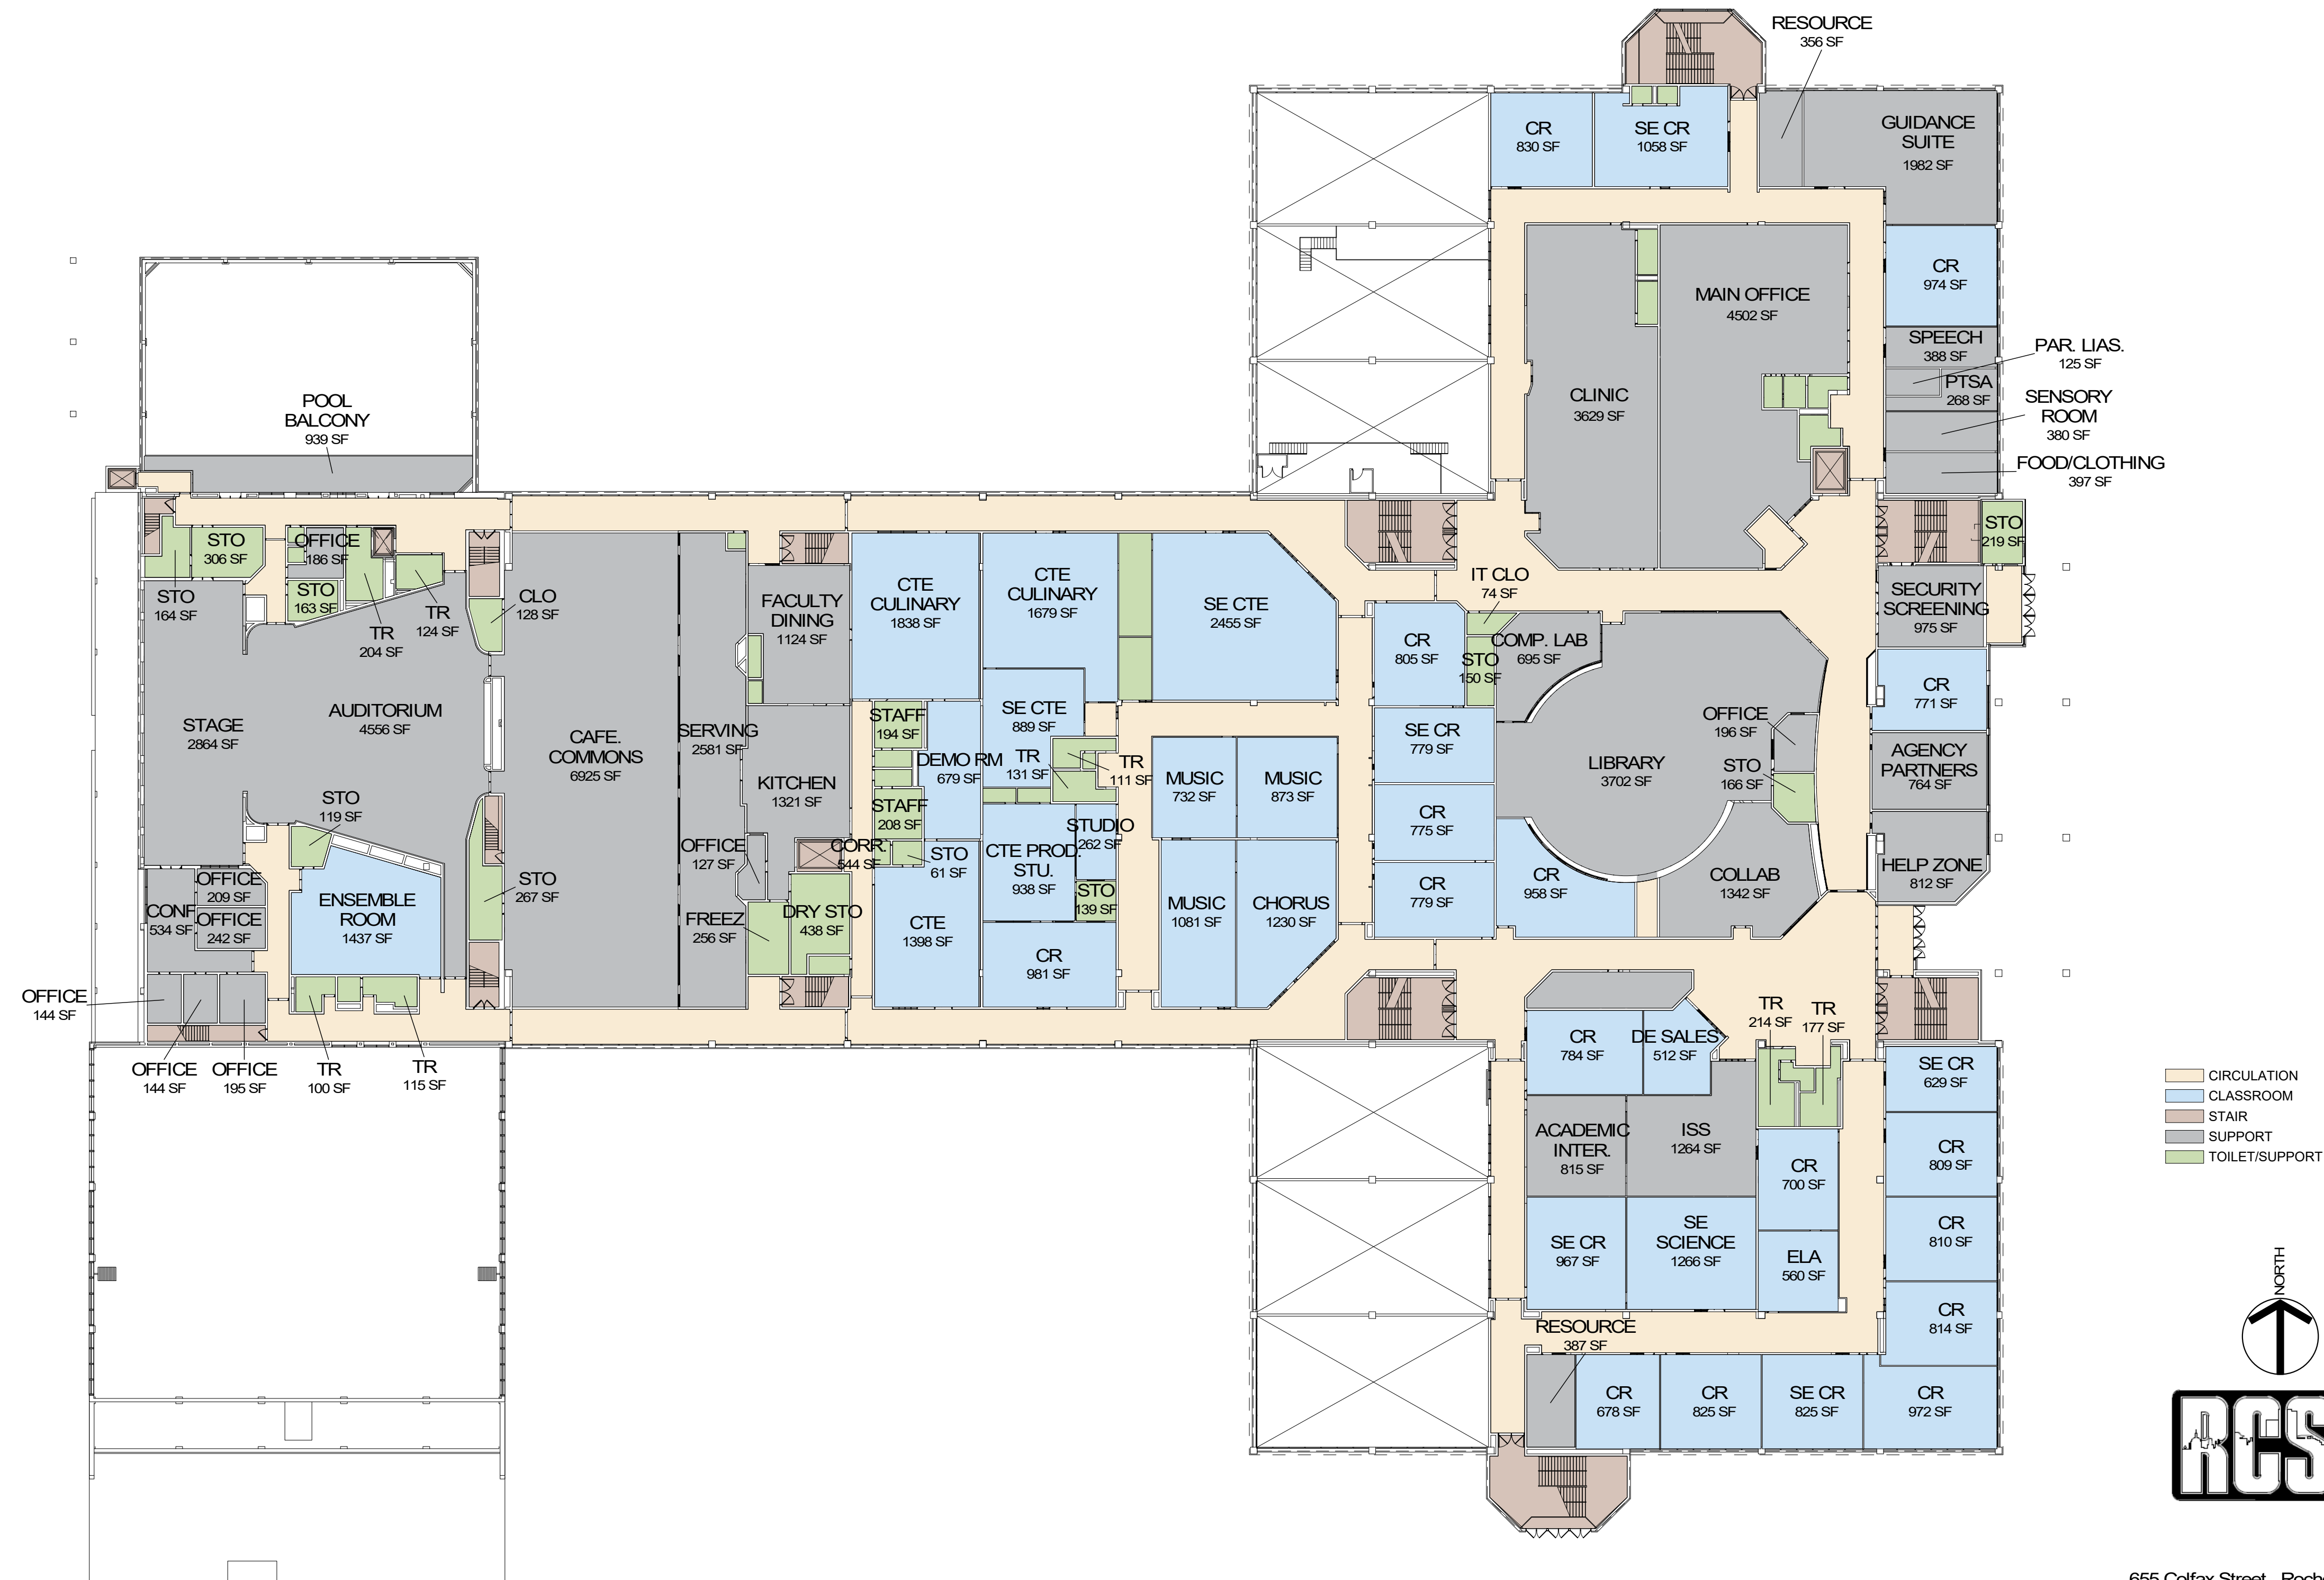 RESOURCE
356 SF
CR
830 SF
SE CR
1058 SF
GUIDANCE
SUITE
1982 SF
CR
974 SF
MAIN OFFICE
4502 SF
SPEECH
388 SF
PAR. LIAS.
125 SF
PTSA
268 SF
SENSORY
ROOM
380 SF
CLINIC
3629 SF
FOOD/CLOTHING
397 SF
POOL
BALCONY
939 SF
STO
306 SF
OFFICE
186 SF
STO
164 SF
STO
163 SF
TR
204 SF
TR
124 SF
CLO
128 SF
FACULTY
DINING
1124 SF
CTE
CULINARY
1838 SF
CTE
CULINARY
1679 SF
SE CTE
2455 SF
STO
219 SF
SECURITY
SCREENING
975 SF
IT CLO
74 SF
CR
805 SF
STO
150 SF
COMP. LAB
695 SF
CR
771 SF
STAGE
2864 SF
AUDITORIUM
4556 SF
CAFE.
COMMONS
6925 SF
SERVING
2581 SF
STAFF
194 SF
SE CTE
889 SF
SE CR
779 SF
OFFICE
196 SF
LIBRARY
3702 SF
STO
166 SF
AGENCY
PARTNERS
764 SF
KITCHEN
1321 SF
DEMO RM
679 SF
TR
131 SF
TR
111 SF
MUSIC
732 SF
MUSIC
873 SF
STO
119 SF
STAFF
208 SF
STUDIO
262 SF
CR
775 SF
OFFICE
127 SF
CORR.
544 SF
STO
61 SF
CTE PROD.
STU.
938 SF
OFFICE
209 SF
CONF
534 SF
OFFICE
242 SF
ENSEMBLE
ROOM
1437 SF
STO
267 SF
FREEZ
256 SF
DRY STO
438 SF
CTE
1398 SF
STO
139 SF
MUSIC
1081 SF
CHORUS
1230 SF
CR
779 SF
CR
958 SF
COLLAB
1342 SF
HELP ZONE
812 SF
CR
981 SF
OFFICE
144 SF
OFFICE
144 SF
OFFICE
195 SF
TR
100 SF
TR
115 SF
TR
214 SF
TR
177 SF
CR
784 SF
DE SALES
512 SF
SE CR
629 SF
ACADEMIC
INTER.
815 SF
ISS
1264 SF
CR
700 SF
CR
809 SF
SE CR
967 SF
SE
SCIENCE
1266 SF
ELA
560 SF
CR
810 SF
CR
814 SF
RESOURCE
387 SF
CR
678 SF
CR
825 SF
SE CR
825 SF
CR
972 SF
CIRCULATION
CLASSROOM
STAIR
SUPPORT
TOILET/SUPPORT
NORTH
RCS
655 Colfax Street